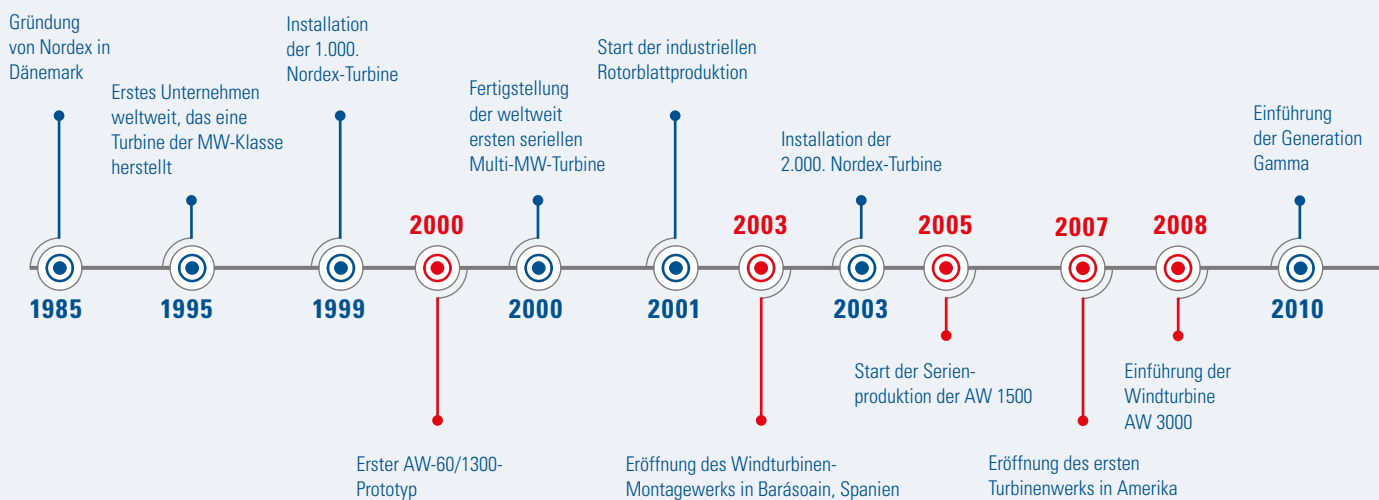 Gründung
von Nordex in
Dänemark
1985
Erstes Unternehmen
weltweit, das eine
Turbine der MW-Klasse
herstellt
1995
Installation
der 1.000.
Nordex-Turbine
1999
2000
Erster AW-60/1300-
Prototyp
Fertigstellung
der weltweit
ersten seriellen
Multi-MW-Turbine
2000
Start der industriellen
Rotorblattproduktion
2001
2003
Eröffnung des Windturbinen-
Montagewerks in Barásoain, Spanien
Installation der
2.000. Nordex-Turbine
2003
2005
Start der Serien-
produktion der AW 1500
2007
Eröffnung des ersten
Turbinenwerks in Amerika
2008
Einführung der
Windturbine
AW 3000
Einführung
der Generation
Gamma
2010